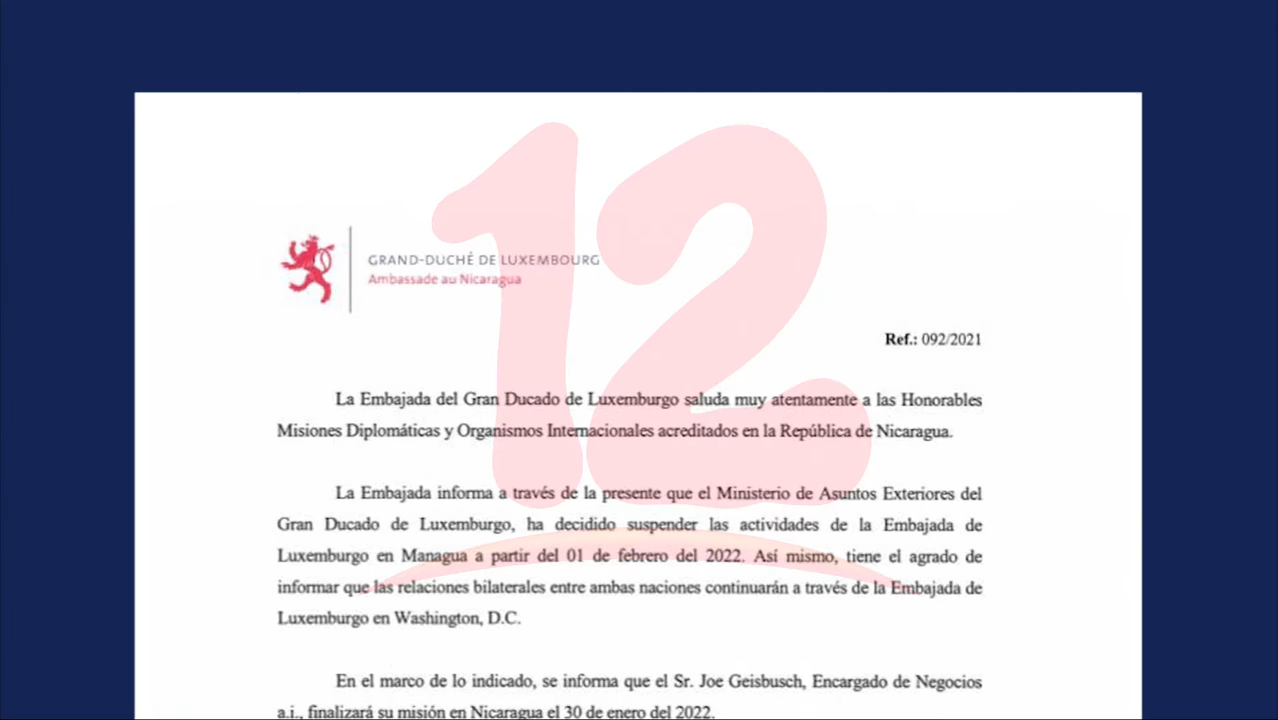 12
GRAND-DUCHÉ DE LUXEMBOURG
Ambassade au Nicaragua
Ref.: 092/2021
La Embajada del Gran Ducado de Luxemburgo saluda muy atentamente a las Honorables
Misiones Diplomáticas y Organismos Internacionales acreditados en la República de Nicaragua.
La Embajada informa a través de la presente que el Ministerio de Asuntos Exteriores del
Gran Ducado de Luxemburgo, ha decidido suspender las actividades de la Embajada de
Luxemburgo en Managua a partir del 01 de febrero del 2022. Así mismo, tiene el agrado de
informar que las relaciones bilaterales entre ambas naciones continuarán a través de la Embajada de
Luxemburgo en Washington, D.C.
En el marco de lo indicado, se informa que el Sr. Joe Geisbusch, Encargado de Negocios
a.i., finalizará su misión en Nicaragua el 30 de enero del 2022.